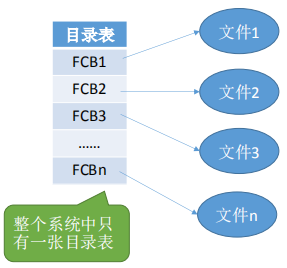 目录表
FCB1
FCB2
FCB3
......
FCBn
文件1
文件2
文件3
文件n
整个系统中只
有一张目录表